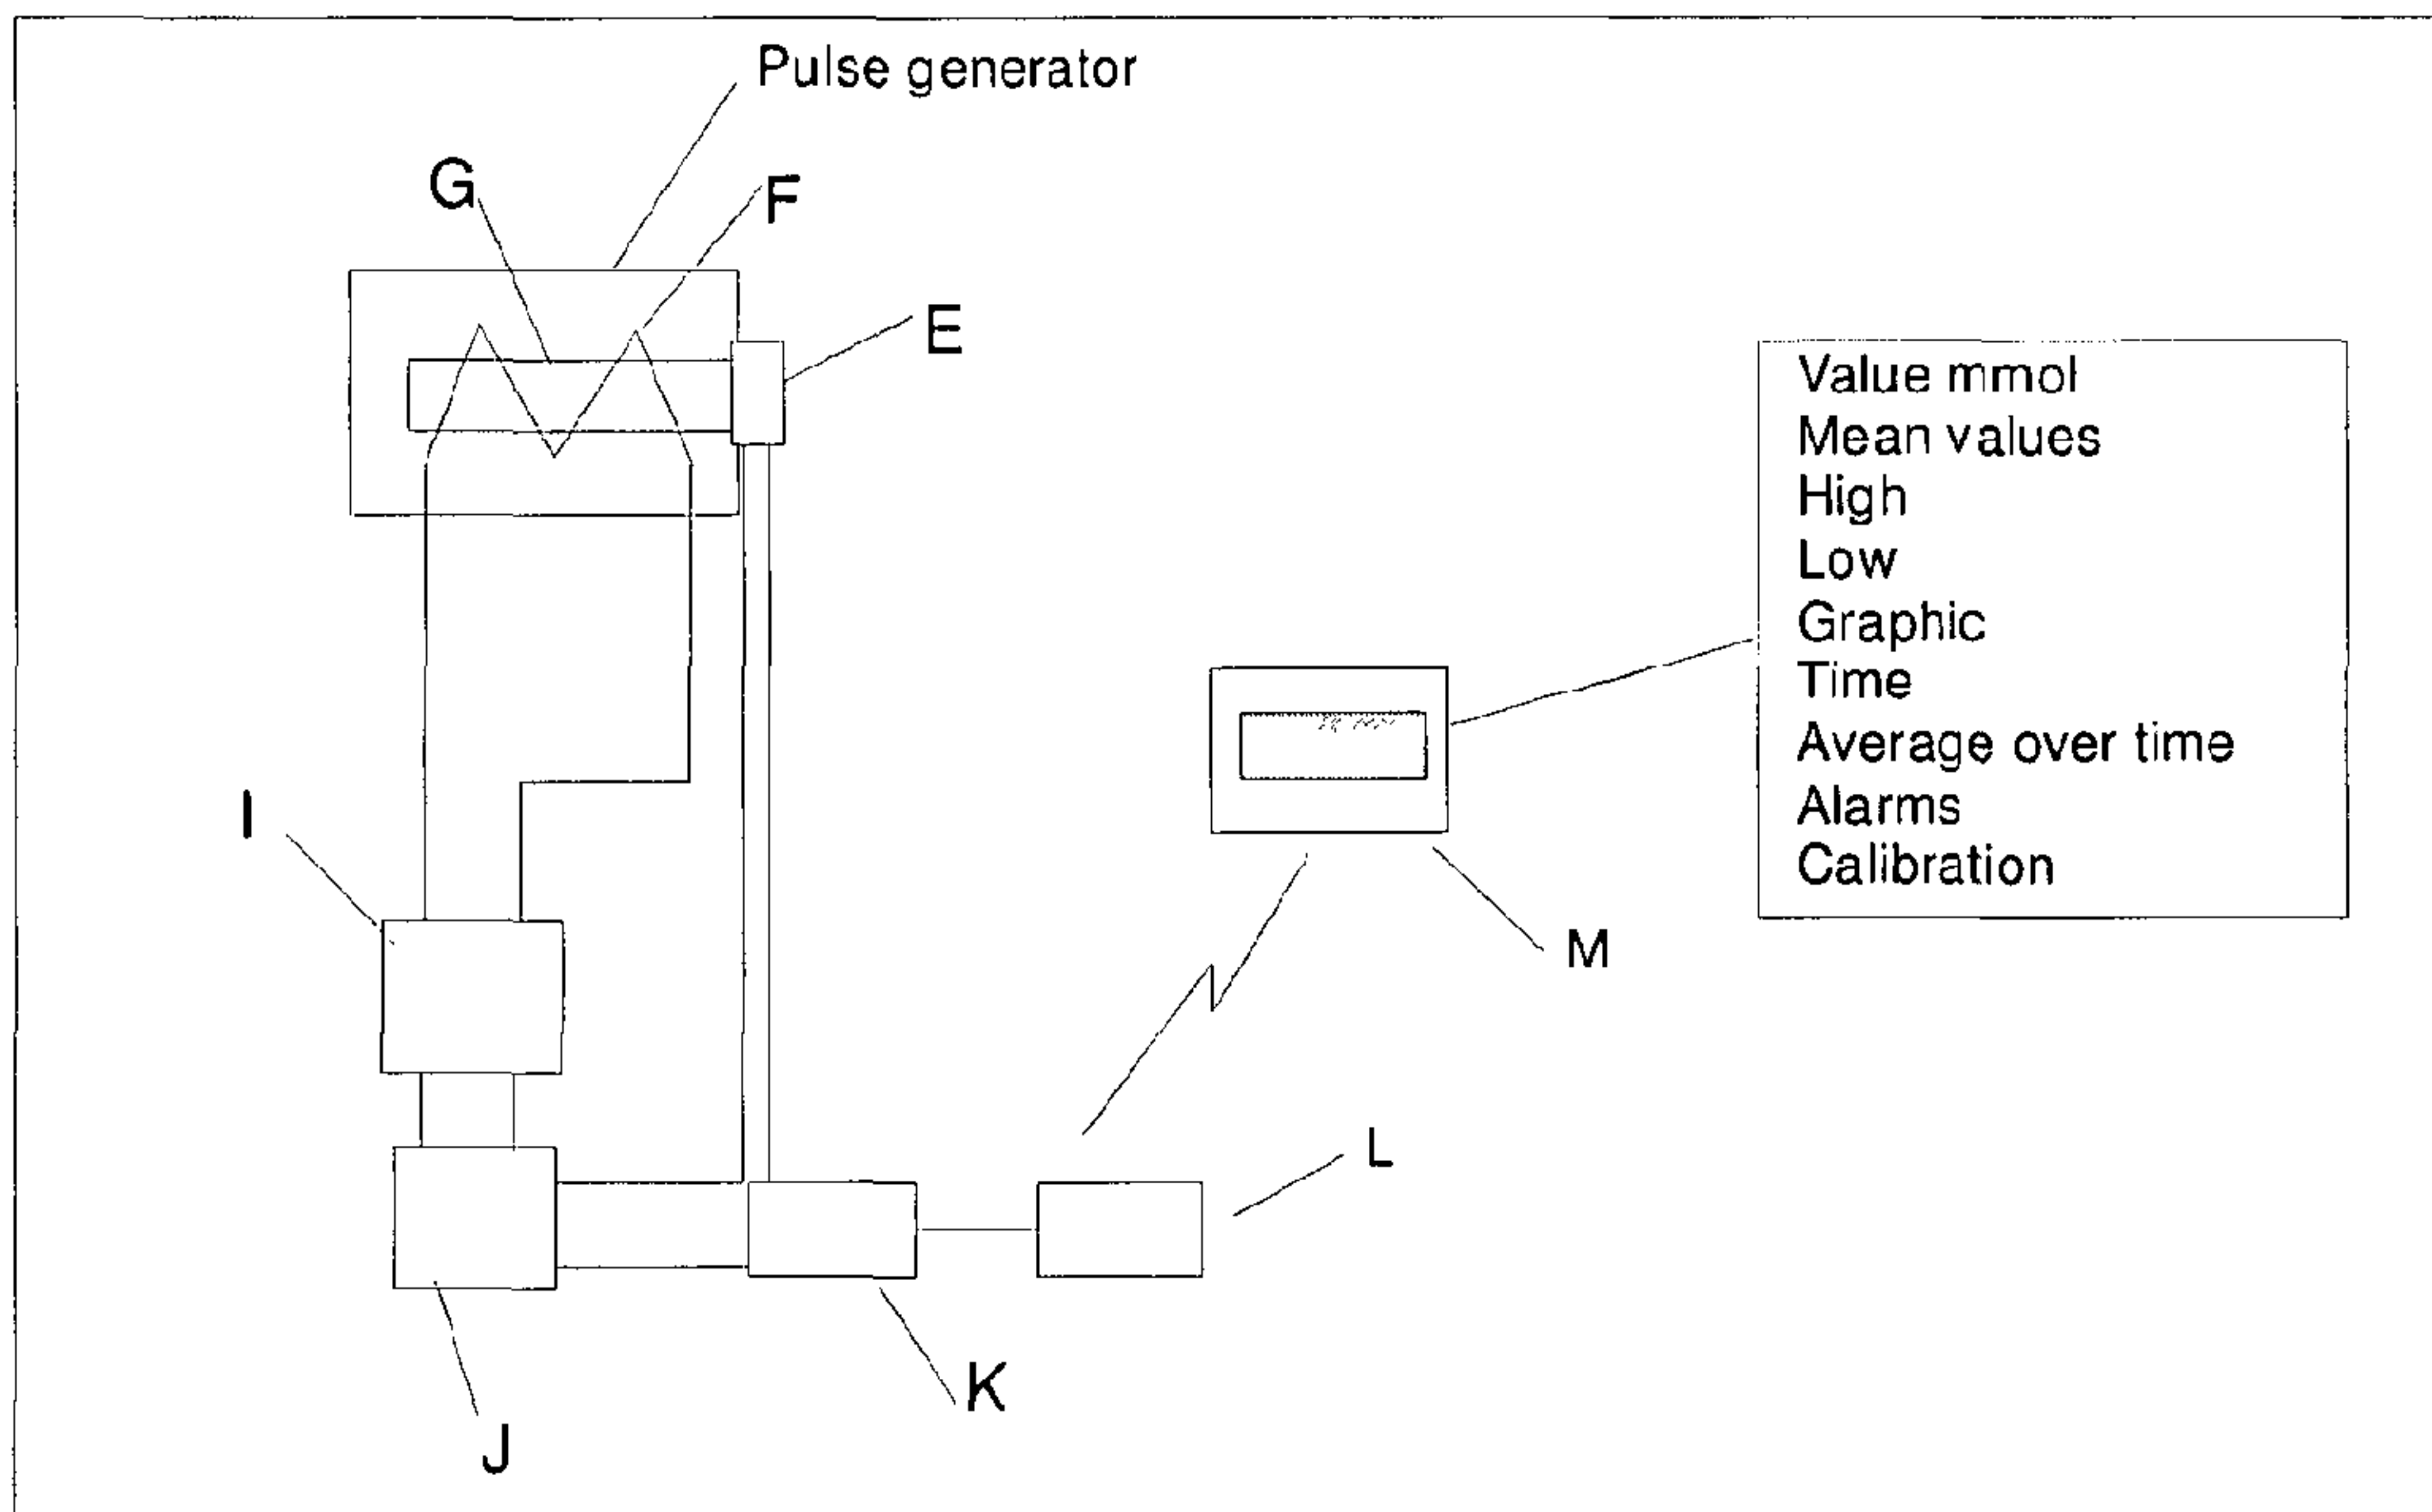 Pulse generator
G
F
E
Value mmol
Mean values
High
Low
Graphic
Time
Average over time
Alarms
Calibration
I
M
L
K
J